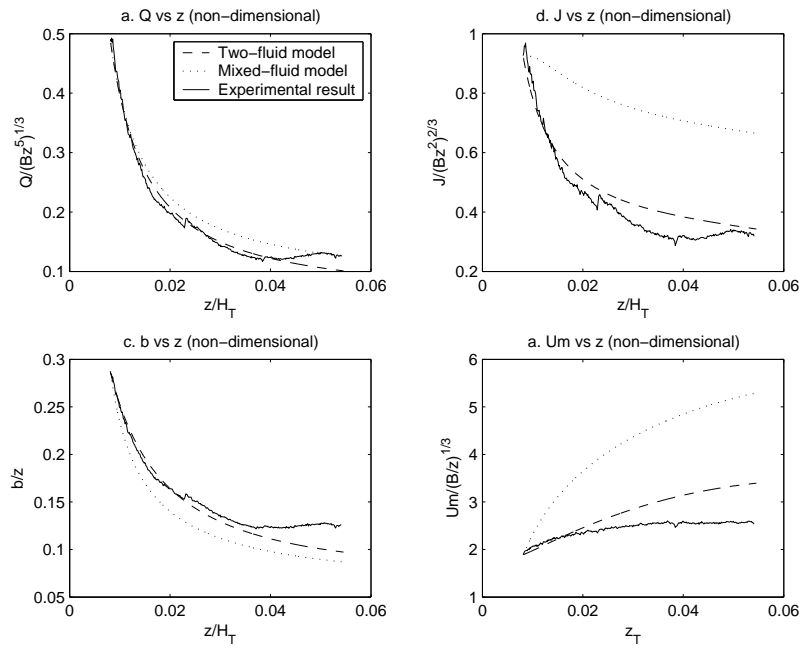 a. Q vs z (non−dimensional)
Q/(Bz^5)^1/3
0.5
0.4
0.3
0.2
0.1
0 0.02 0.04 0.06
z/H_T
Two−fluid model
Mixed−fluid model
Experimental result
d. J vs z (non−dimensional)
J/(Bz^2)^2/3
1
0.8
0.6
0.4
0.2
0 0.02 0.04 0.06
z/H_T
c. b vs z (non−dimensional)
b/z
0.3
0.25
0.2
0.15
0.1
0.05
0 0.02 0.04 0.06
z/H_T
a. Um vs z (non−dimensional)
Um/(B/z)^1/3
6
5
4
3
2
1
0 0.02 0.04 0.06
z_T